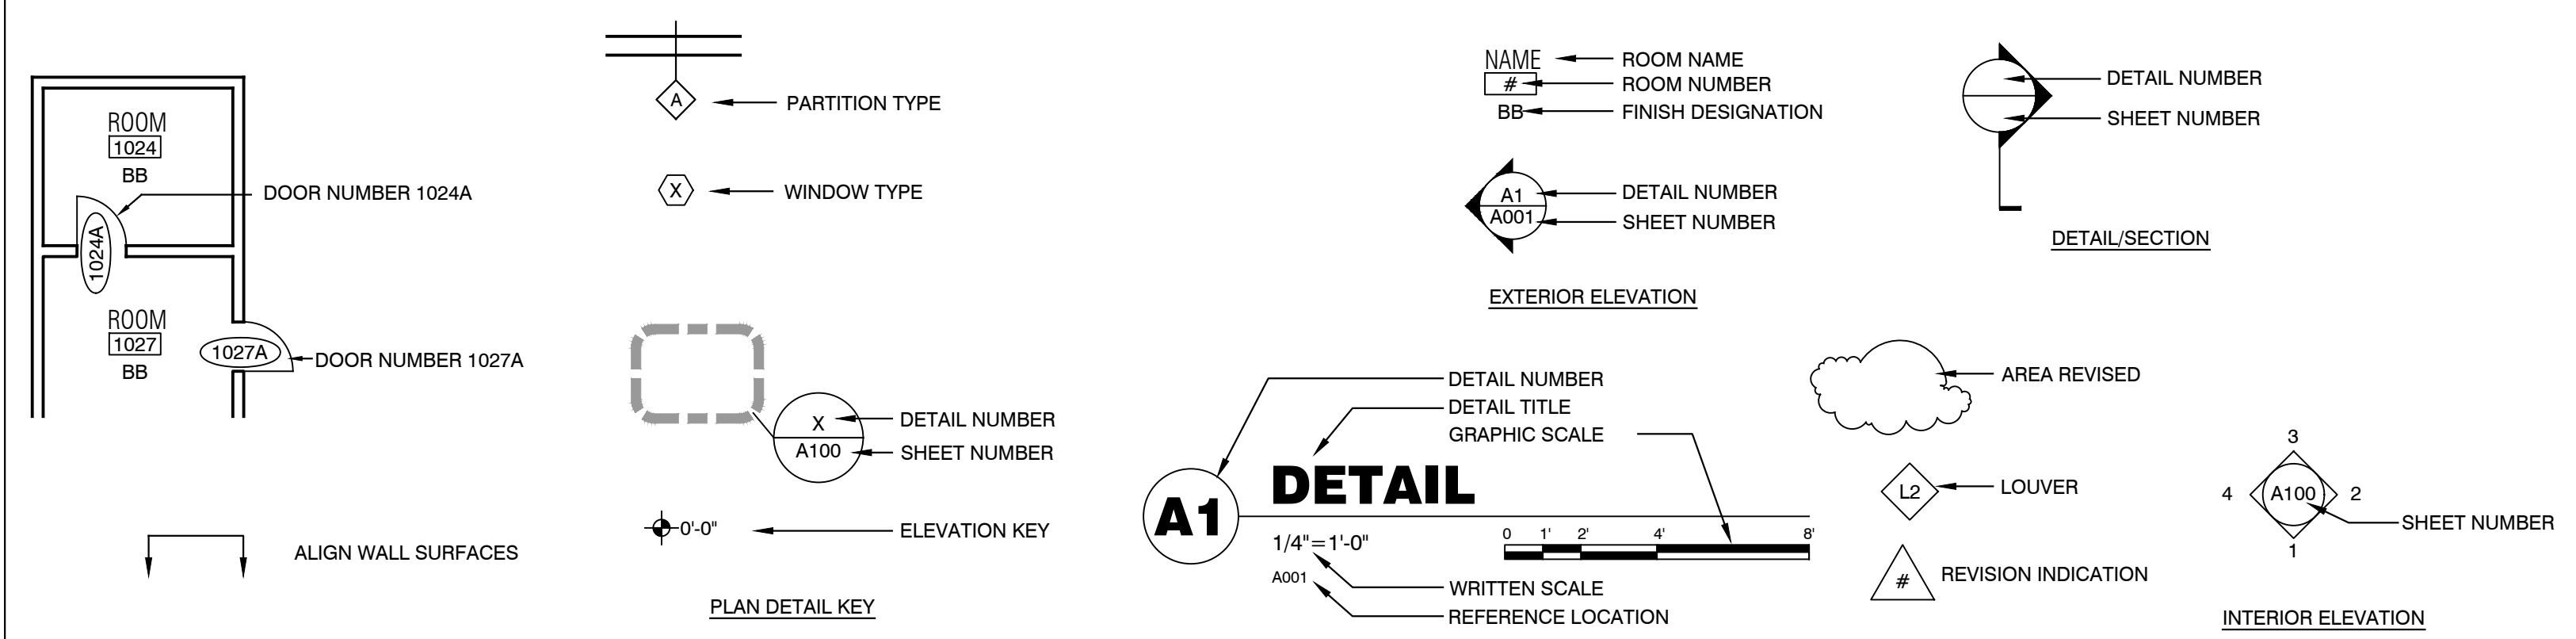 ROOM
1024
BB
DOOR NUMBER 1024A
1024A
ROOM
1027
BB
1027A
DOOR NUMBER 1027A
ALIGN WALL SURFACES
A
PARTITION TYPE
X
WINDOW TYPE
X
A100
DETAIL NUMBER
SHEET NUMBER
0'-0"
ELEVATION KEY
PLAN DETAIL KEY
NAME
ROOM NAME
#
ROOM NUMBER
BB
FINISH DESIGNATION
A1
A001
DETAIL NUMBER
SHEET NUMBER
EXTERIOR ELEVATION
DETAIL NUMBER
SHEET NUMBER
DETAIL/SECTION
DETAIL NUMBER
DETAIL TITLE
GRAPHIC SCALE
A1
DETAIL
1/4"=1'-0"
A001
0 1' 2' 4' 8'
WRITTEN SCALE
REFERENCE LOCATION
AREA REVISED
L2
LOUVER
#
REVISION INDICATION
3
4
A100
2
1
SHEET NUMBER
INTERIOR ELEVATION